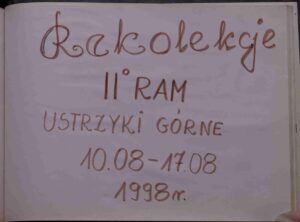 Rekolekcje
II° RAM
USTRZYKI GÓRNE
10.08-17.08
1998r.